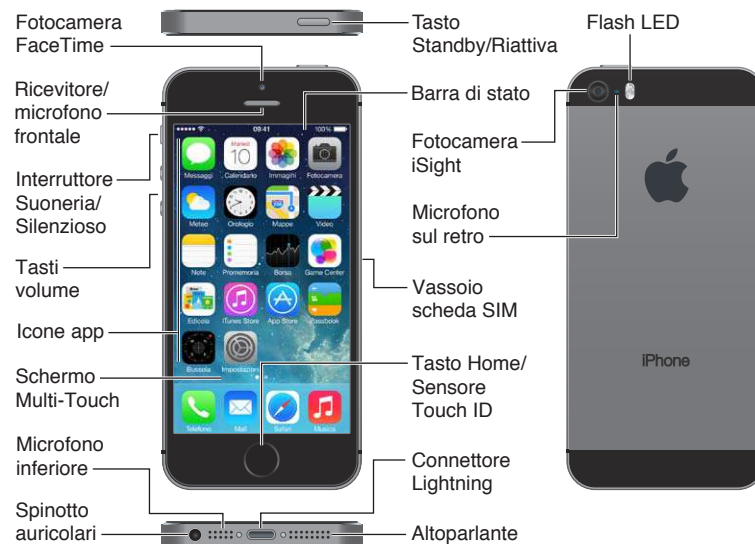 Fotocamera
FaceTime
Ricevitore/
microfono
frontale
Interruttore
Suoneria/
Silenzioso
Tasti
volume
Icone app
Schermo
Multi-Touch
Microfono
inferiore
Spinotto
auricolari
09:41
100%
Martedì
10
Messaggi Calendario Immagini Fotocamera
Meteo Orologio Mappe Video
Note Promemoria Borsa Game Center
Edicola iTunes Store App Store Passbook
Bussola Impostazioni
Telefono Mail Safari Musica
Tasto
Standby/Riattiva
Barra di stato
Vassoio
scheda SIM
Tasto Home/
Sensore
Touch ID
Connettore
Lightning
Altoparlante
Flash LED
Fotocamera
iSight
Microfono
sul retro
iPhone